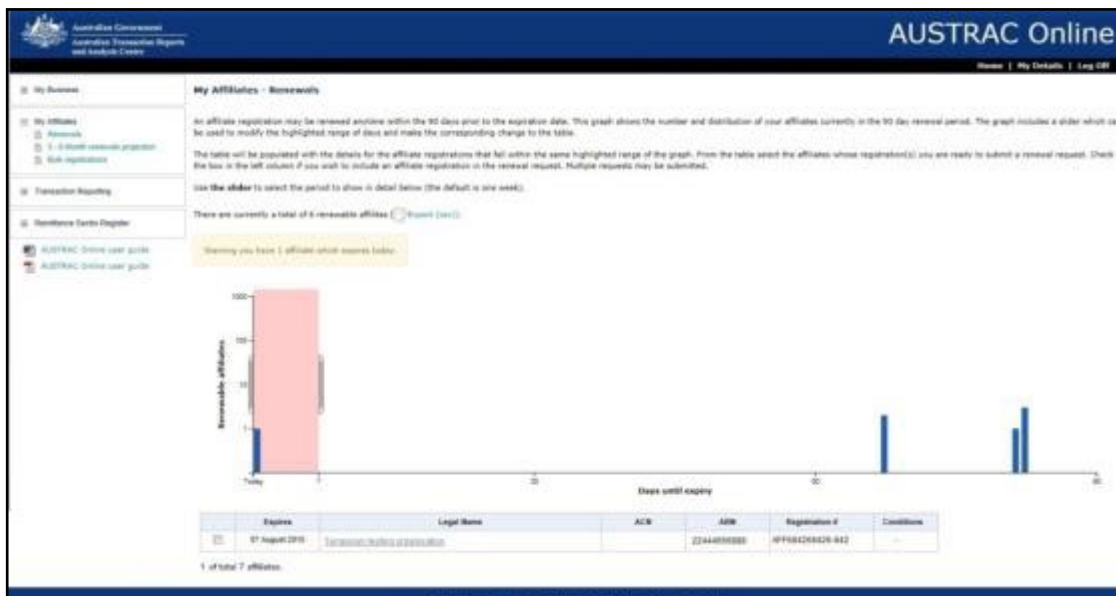 Australian Government
Australian Transaction Reports
and Analysis Centre
AUSTRAC Online
Home | My Details | Log Off
My Business
My Affiliates - Renewals
My Affiliates
Renewals
3 - 6 Month renewals projection
Bulk registrations
Transaction Reporting
Remittance Sector Register
AUSTRAC Online user guide
AUSTRAC Online user guide
An affiliate registration may be renewed anytime within the 90 days prior to the expiration date. This graph shows the number and distribution of your affiliates currently in the 90 day renewal period. The graph includes a slider which ca
be used to modify the highlighted range of days and make the corresponding change to the table.
The table will be populated with the details for the affiliate registrations that fall within the same highlighted range of the graph. From the table select the affiliates whose registration(s) you are ready to submit a renewal request. Check
the box in the left column if you wish to include an affiliate registration in the renewal request. Multiple requests may be submitted.
Use the slider to select the period to show in detail below (the default is one week).
There are currently a total of 6 renewable affilites (
Warning you have 1 affiliate which expires today.
1000
100
10
1
Renewable affiliates
Today
7
30
60
90
Days until expiry
Expires Legal Name ACN ABN Registration # Conditions
07 August
1 of total 7 affiliates.